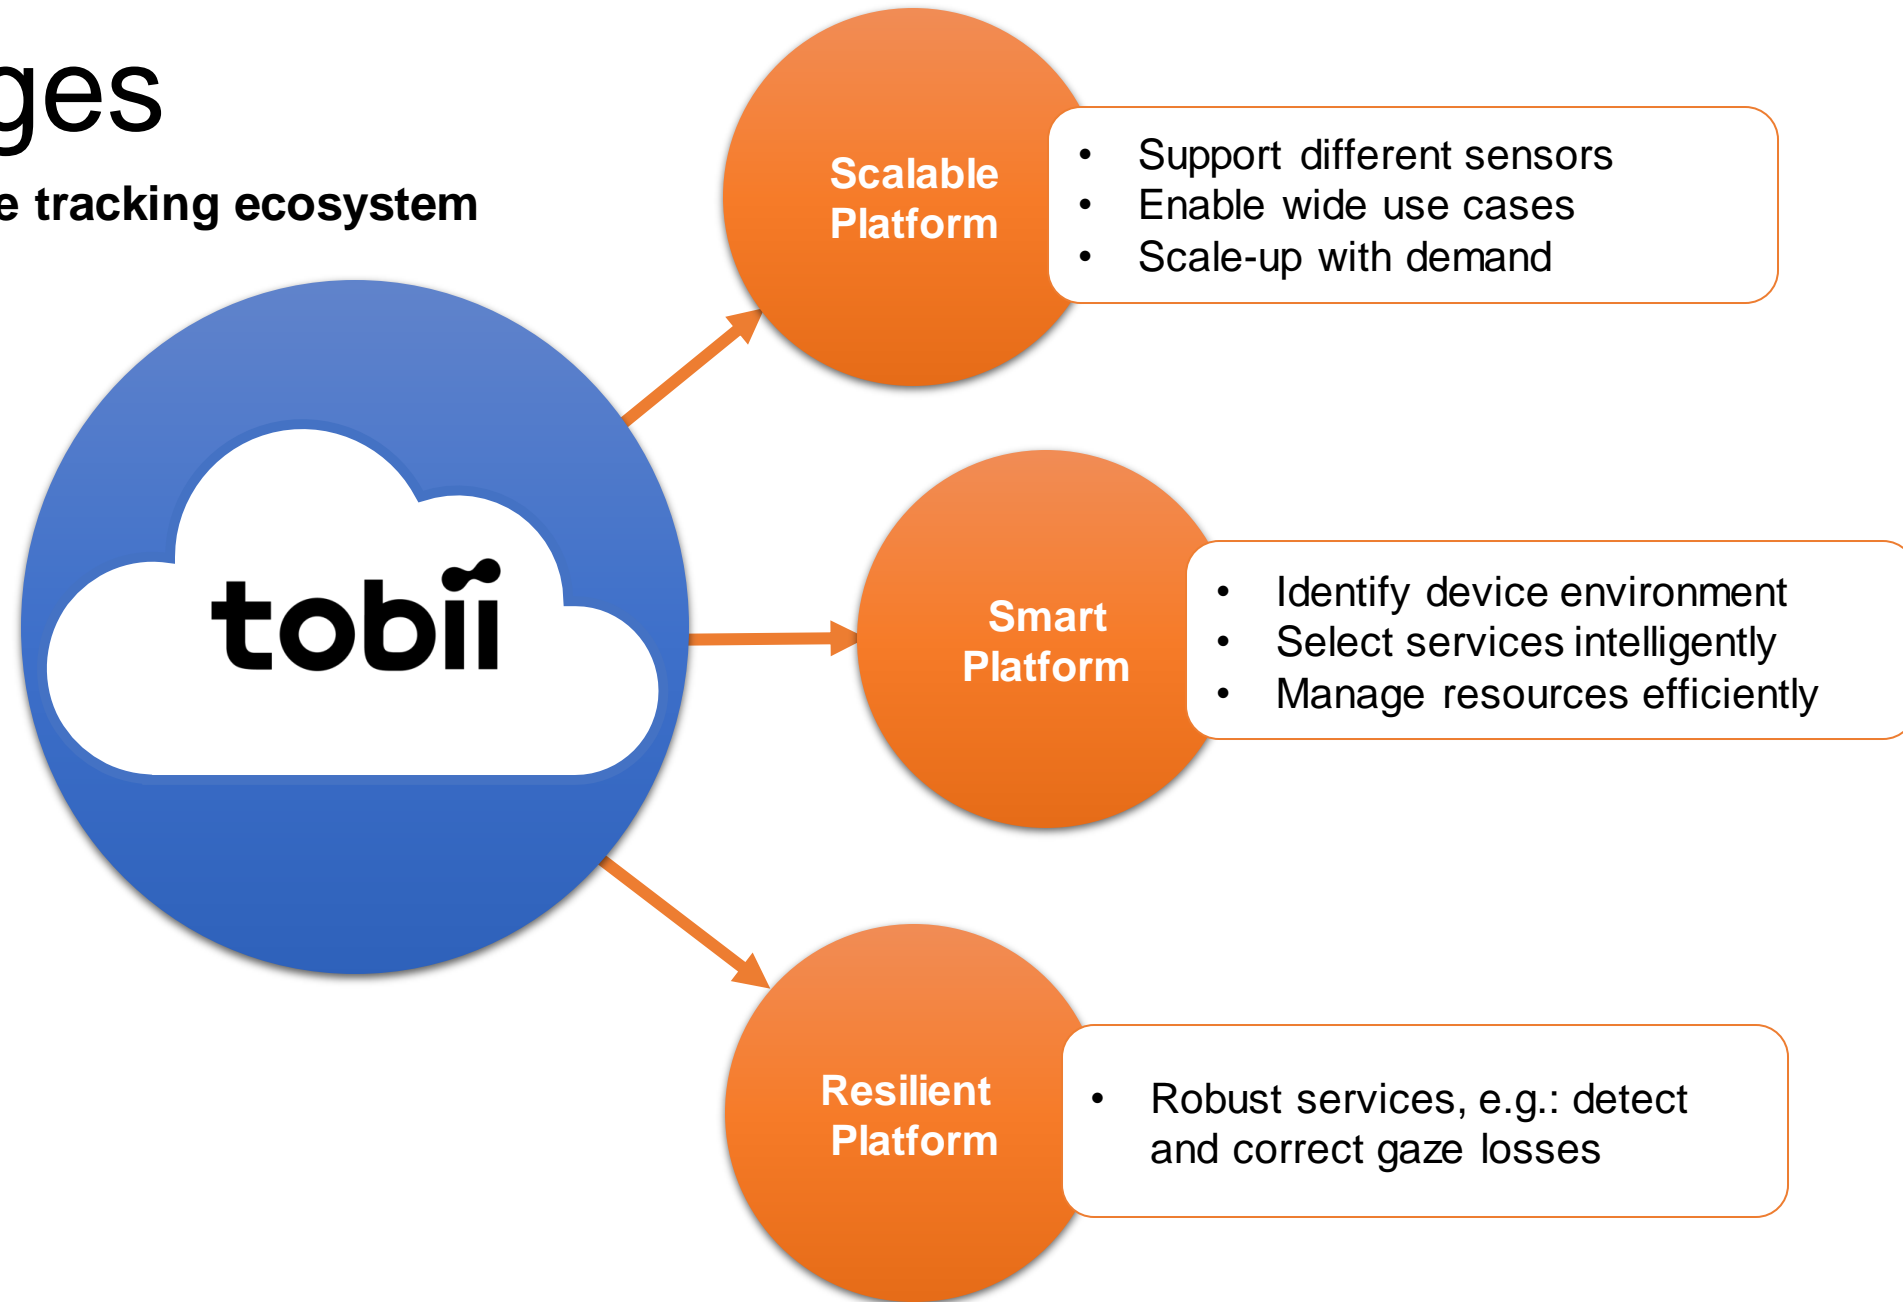 ges
e tracking ecosystem
Scalable
Platform
• Support different sensors
• Enable wide use cases
• Scale-up with demand
tobii
Smart
Platform
• Identify device environment
• Select services intelligently
• Manage resources efficiently
Resilient
Platform
• Robust services, e.g.: detect
and correct gaze losses